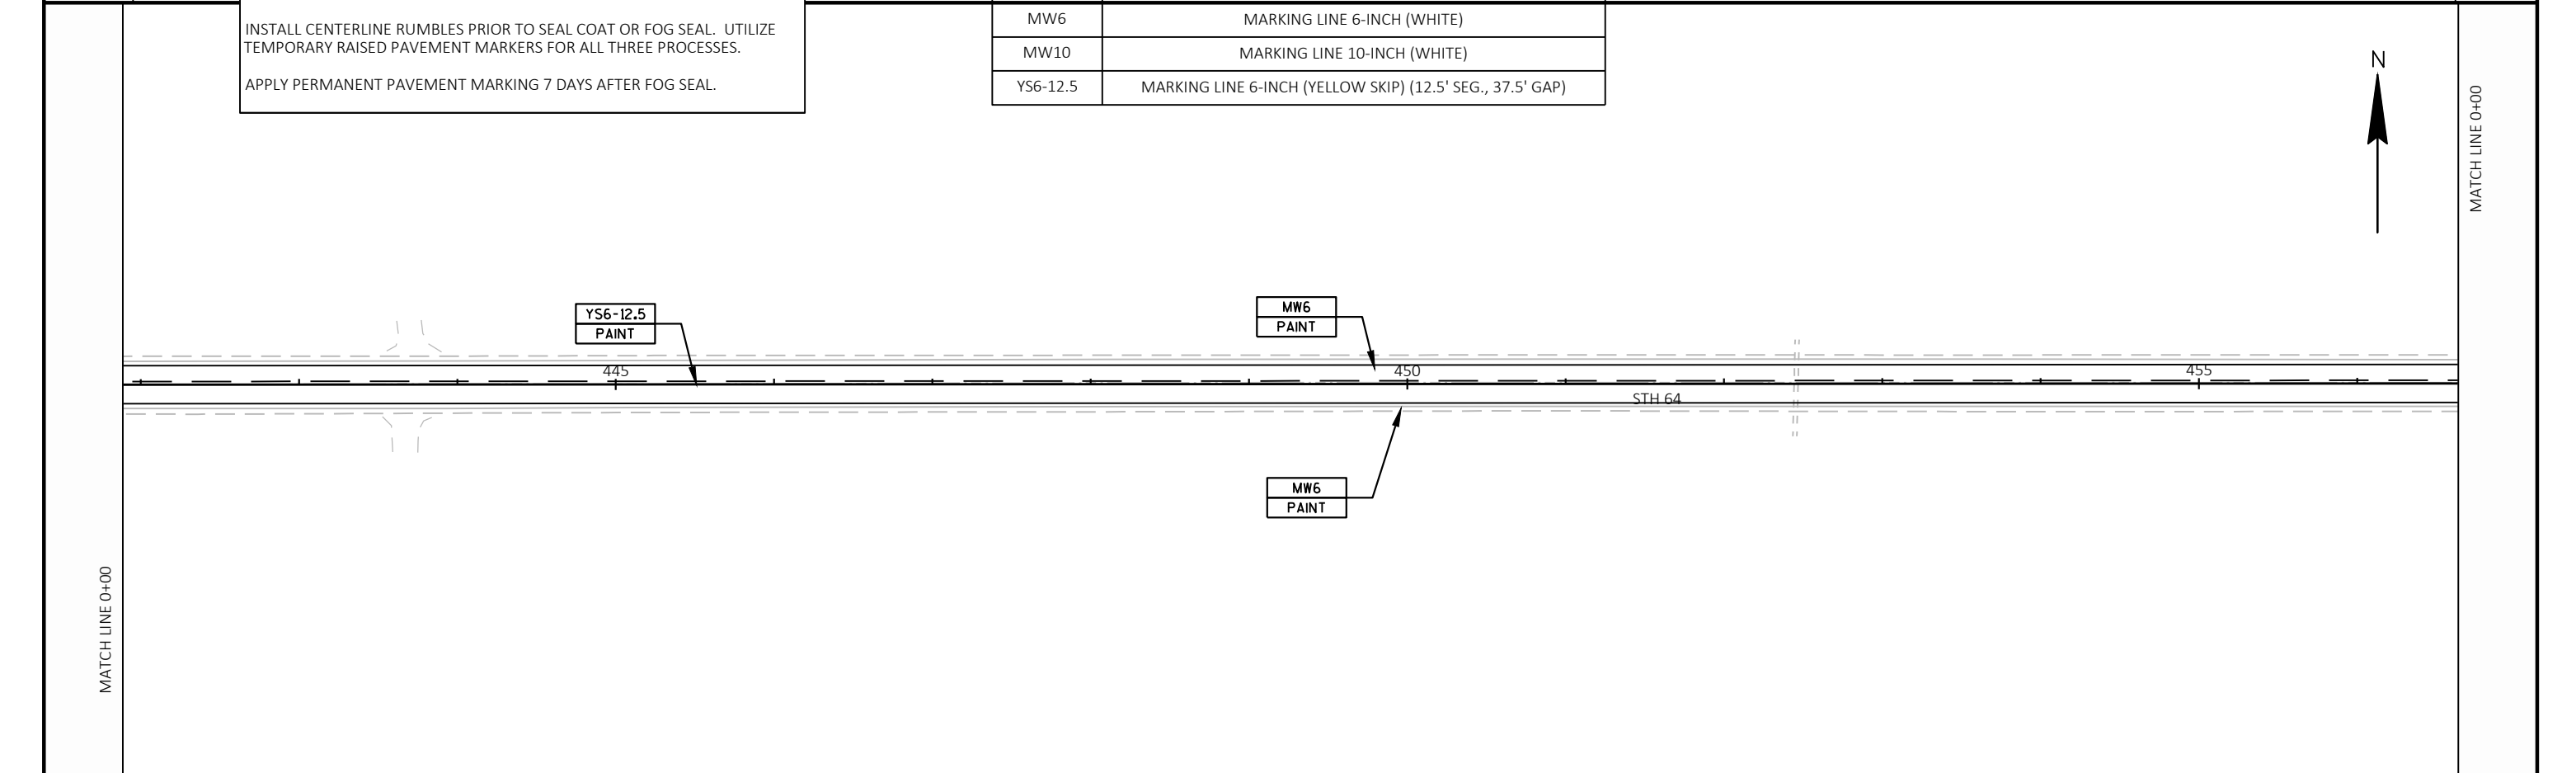 INSTALL CENTERLINE RUMBLES PRIOR TO SEAL COAT OR FOG SEAL. UTILIZE
TEMPORARY RAISED PAVEMENT MARKERS FOR ALL THREE PROCESSES.
APPLY PERMANENT PAVEMENT MARKING 7 DAYS AFTER FOG SEAL.
MW6 MARKING LINE 6-INCH (WHITE)
MW10 MARKING LINE 10-INCH (WHITE)
YS6-12.5 MARKING LINE 6-INCH (YELLOW SKIP) (12.5' SEG., 37.5' GAP)
N
MATCH LINE 0+00
YS6-12.5
PAINT
MW6
PAINT
445
450
455
STH 64
MW6
PAINT
MATCH LINE 0+00